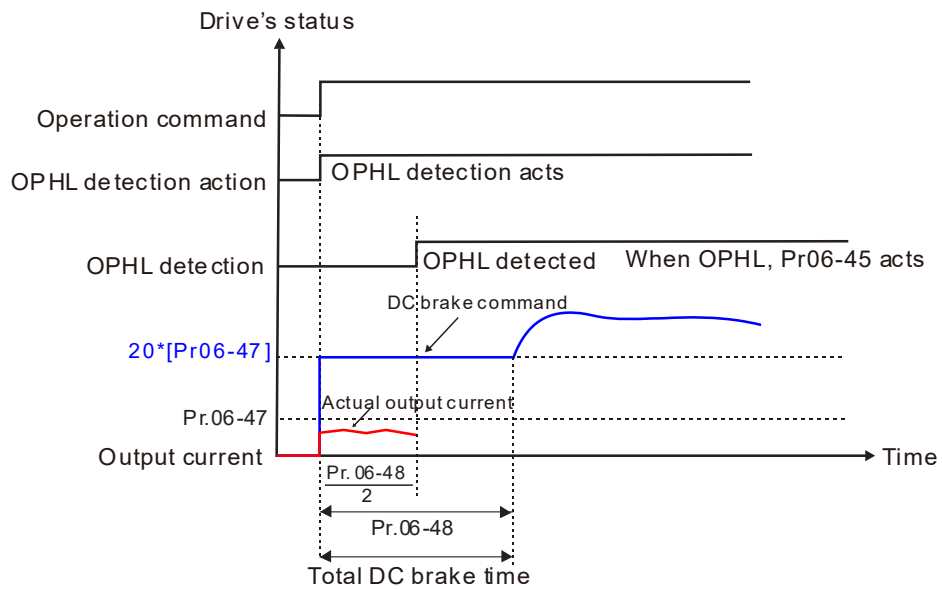 Drive's status
Operation command
OPHL detection action
OPHL detection acts
OPHL detection
OPHL detected
When OPHL, Pr06-45 acts
DC brake command
20*[Pr06-47]
Actual output current
Pr.06-47
Output current
Time
Pr. 06-48
2
Pr.06-48
Total DC brake time